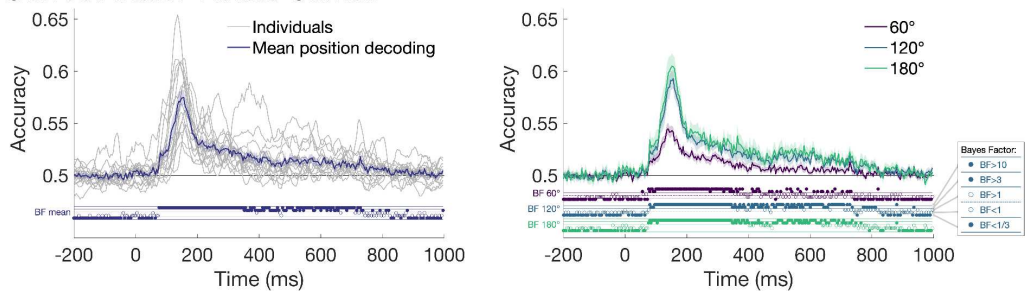 0.65
0.6
0.55
0.5
Accuracy
Individuals
Mean position decoding
BF mean
-200 0 200 400 600 800 1000
Time (ms)
0.65
0.6
0.55
0.5
Accuracy
60°
120°
180°
BF 60°
BF 120°
BF 180°
-200 0 200 400 600 800 1000
Time (ms)
Bayes Factor:
BF>10
BF>3
BF>1
BF<1
BF<1/3